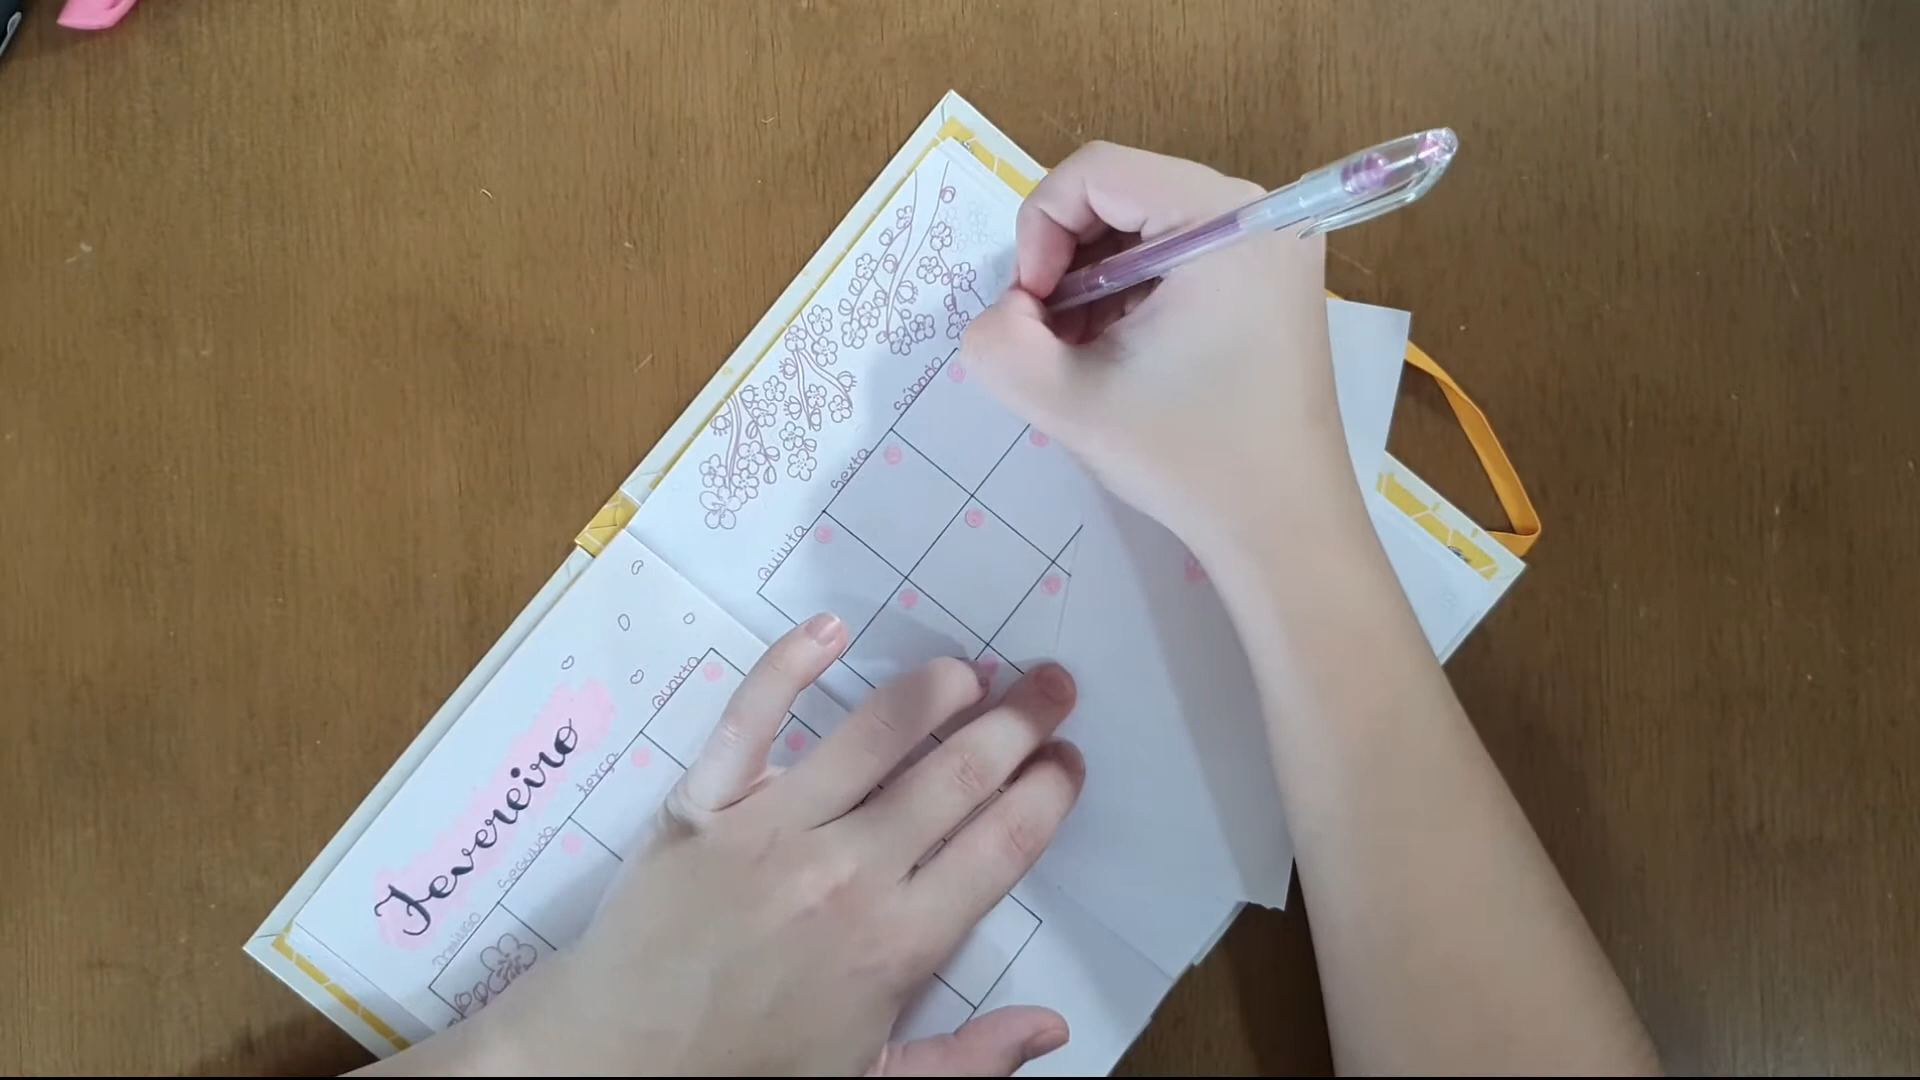 Fevereiro
DOMINGO
segunda
terça
Quarta
Quinta
Sexta
Sábado